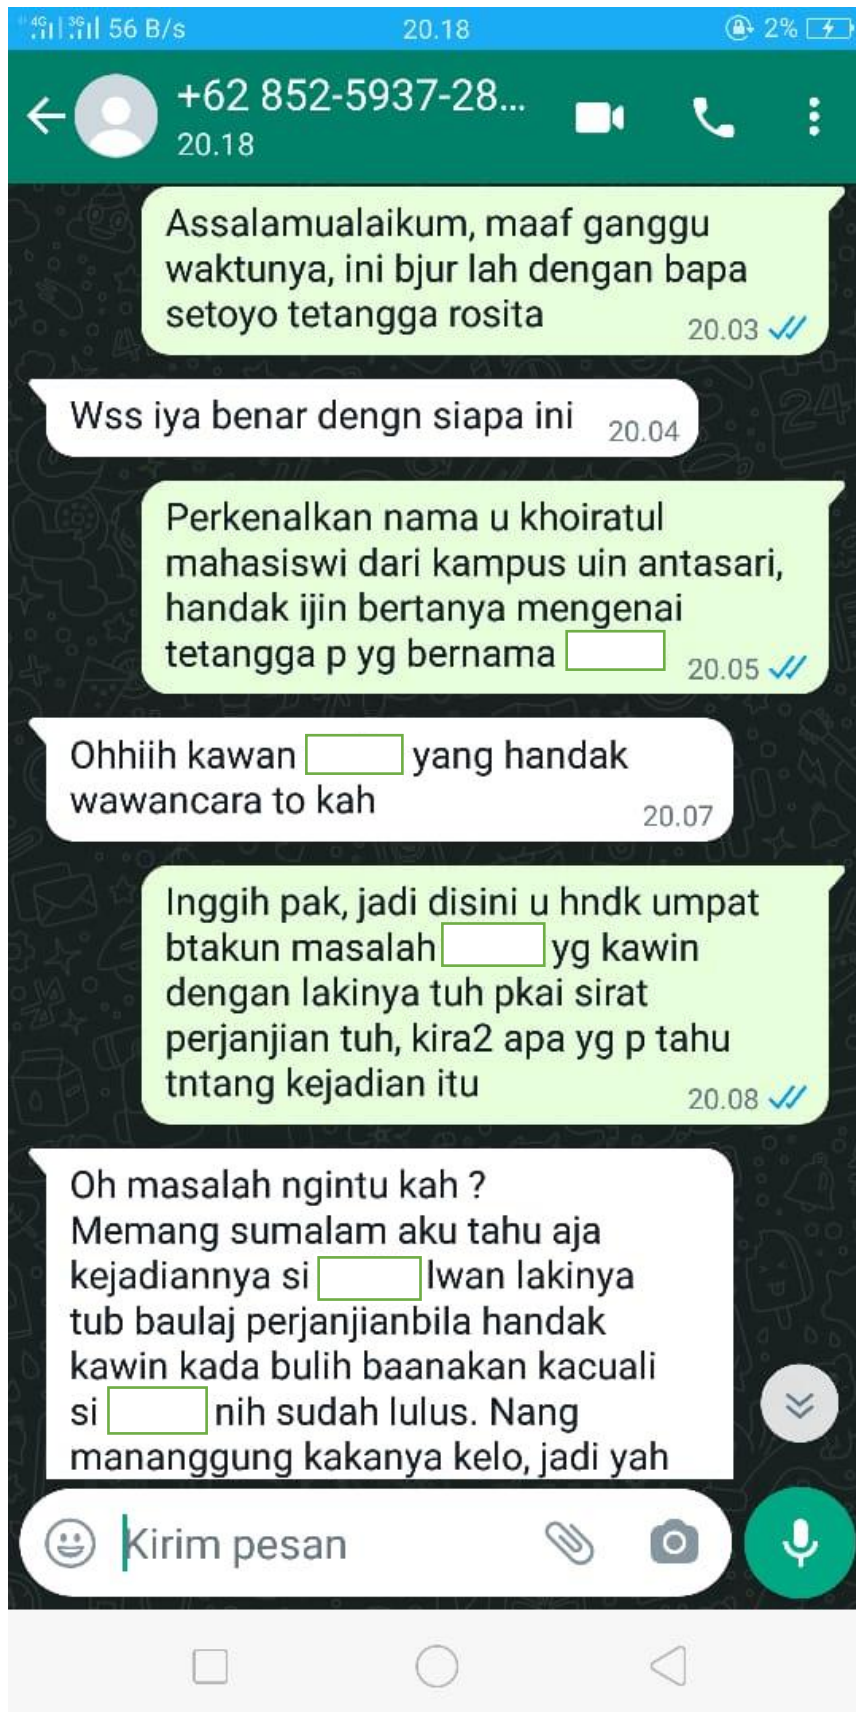 4G 3G 56 B/s 20.18 2%
+62 852-5937-28...
20.18
Assalamualaikum, maaf ganggu
waktunya, ini bjur lah dengan bapa
setoyo tetangga rosita 20.03
Wss iya benar dengn siapa ini 20.04
Perkenalkan nama u khoiratul
mahasiswi dari kampus uin antasari,
handak ijin bertanya mengenai
tetangga p yg bernama 20.05
Ohhiih kawan yang handak
wawancara to kah 20.07
Inggih pak, jadi disini u hndk umpat
btakun masalah yg kawin
dengan lakinya tuh pkai sirat
perjanjian tuh, kira2 apa yg p tahu
tntang kejadian itu 20.08
Oh masalah ngintu kah ?
Memang sumalam aku tahu aja
kejadiannya si lwan lakinya
tub baulaj perjanjianbila handak
kawin kada bulih baanakan kacuali
si nih sudah lulus. Nang
mananggung kakanya kelo, jadi yah
Kirim pesan